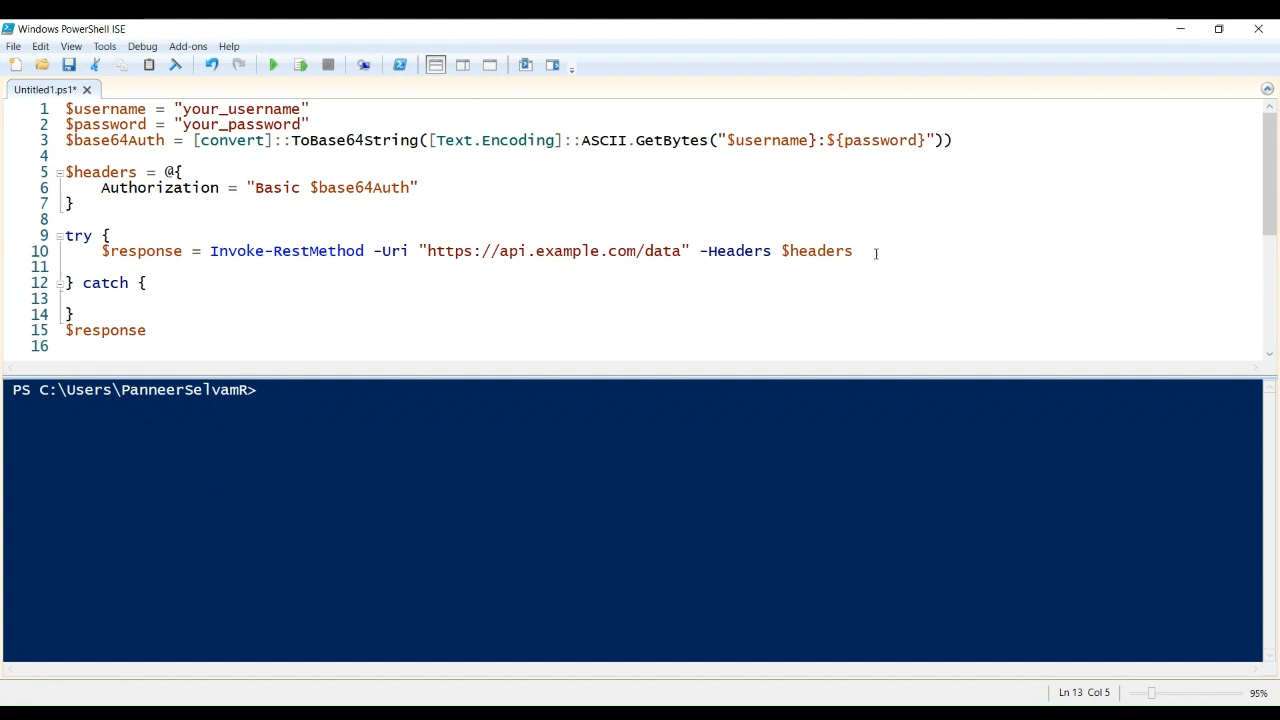 Windows PowerShell ISE
File Edit View Tools Debug Add-ons Help
Untitled1.ps1*
1 $username = "your_username"
2 $password = "your_password"
3 $base64Auth = [convert]::ToBase64String([Text.Encoding]::ASCII.GetBytes("$username}:${password}"))
4
5 $headers = @{
6 Authorization = "Basic $base64Auth"
7 }
8
9 try {
10 $response = Invoke-RestMethod -Uri "https://api.example.com/data" -Headers $headers
11
12 } catch {
13
14 }
15 $response
16
PS C:\Users\PanneerSelvamR>
Ln 13 Col 5 95%